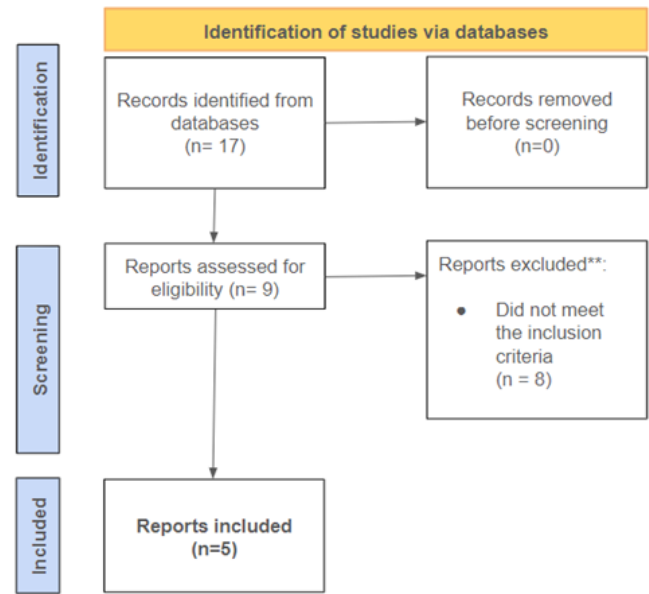 Identification of studies via databases
Identification
Records identified from
databases
(n= 17)
Records removed
before screening
(n=0)
Screening
Reports assessed for
eligibility (n= 9)
Reports excluded**:
● Did not meet
the inclusion
criteria
(n = 8)
Included
Reports included
(n=5)